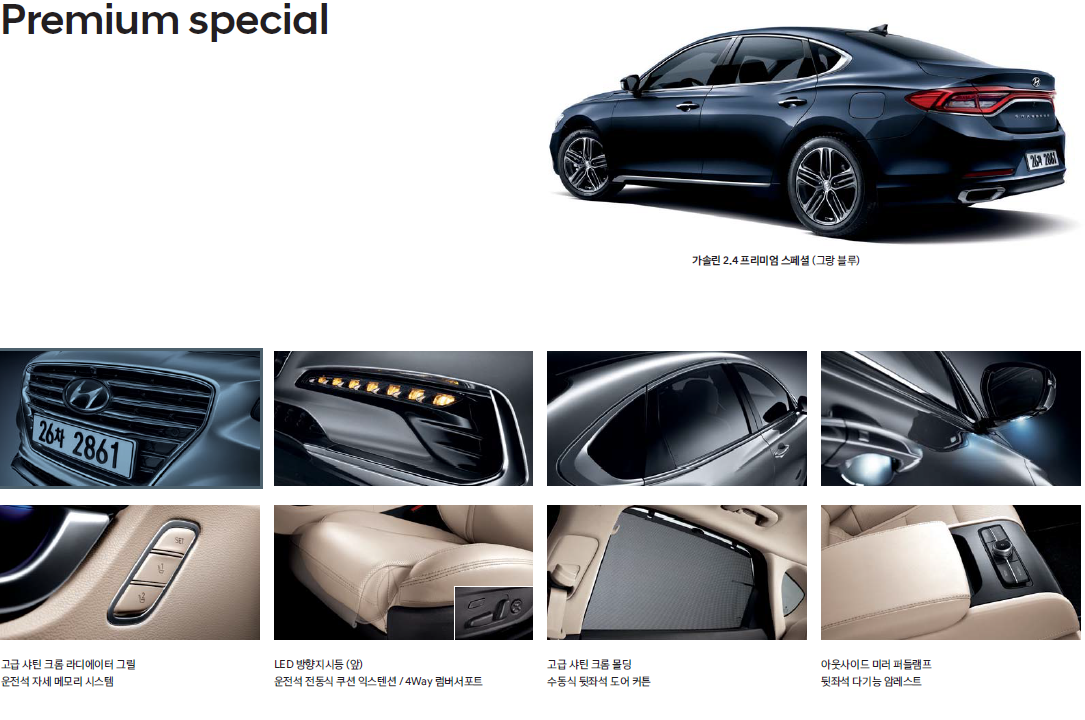 Premium special
26차 2861
가솔린 2.4 프리미엄 스페셜 (그랑 블루)
26차 2861
SET
1
2
고급 샤틴 크롬 라디에이터 그릴
운전석 자세 메모리 시스템
LED 방향지시등 (앞)
운전석 전동식 쿠션 익스텐션 / 4Way 럼버서포트
고급 샤틴 크롬 몰딩
수동식 뒷좌석 도어 커튼
아웃사이드 미러 퍼들램프
뒷좌석 다기능 암레스트